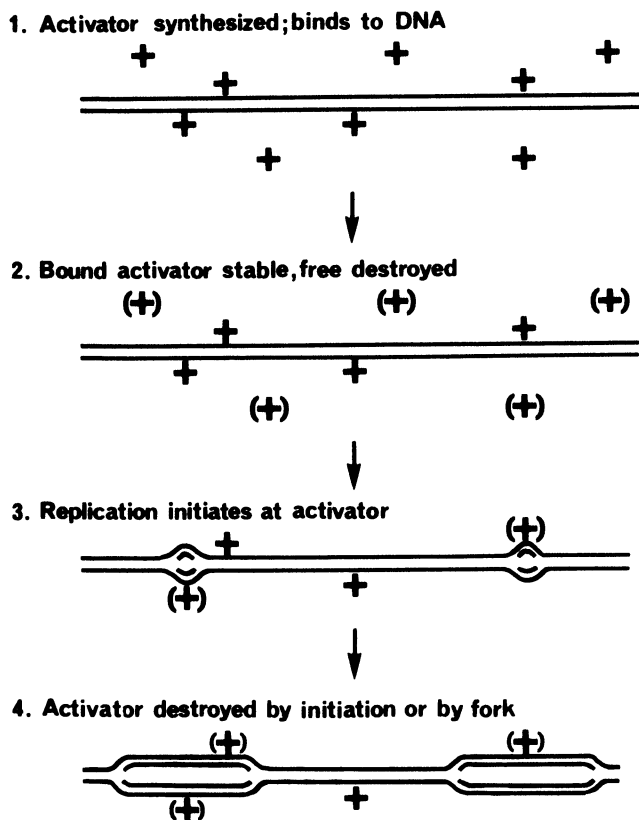 1. Activator synthesized; binds to DNA
2. Bound activator stable, free destroyed
(+) (+) (+)
(+) (+)
3. Replication initiates at activator
(+)
(+)
4. Activator destroyed by initiation or by fork
(+) (+)
(+)